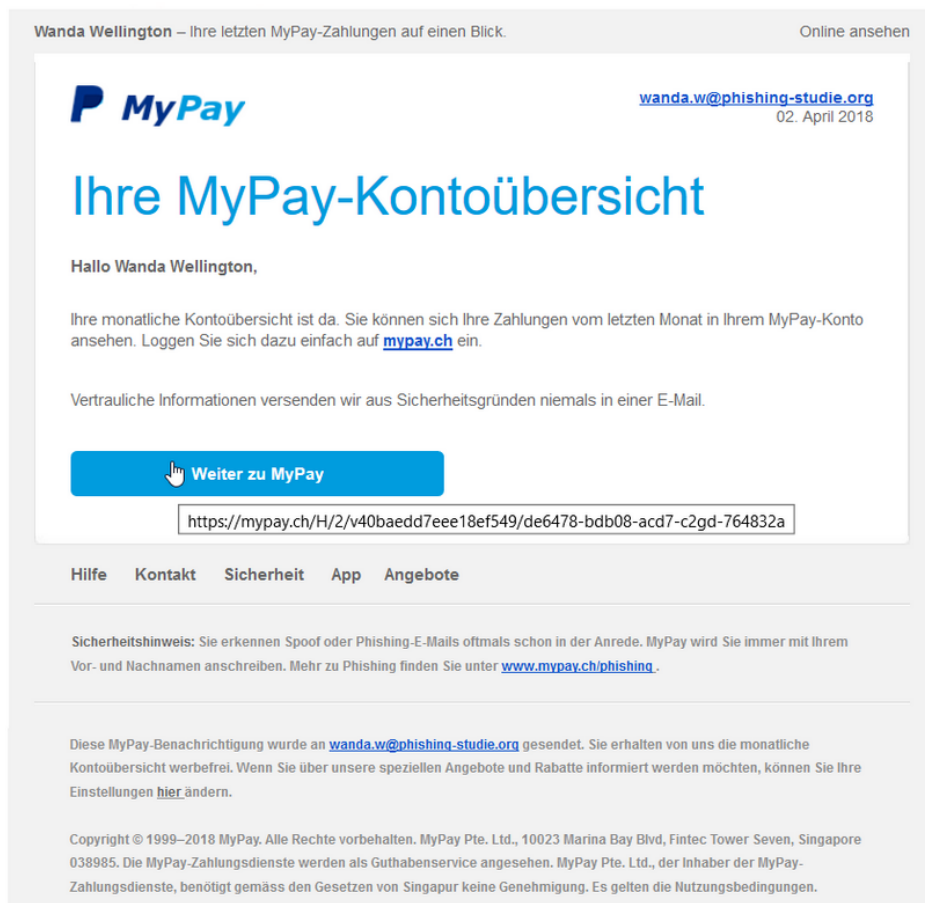 Wanda Wellington – Ihre letzten MyPay-Zahlungen auf einen Blick. Online ansehen
MyPay wanda.w@phishing-studie.org
02. April 2018
Ihre MyPay-Kontoübersicht
Hallo Wanda Wellington,
Ihre monatliche Kontoübersicht ist da. Sie können sich Ihre Zahlungen vom letzten Monat in Ihrem MyPay-Konto
ansehen. Loggen Sie sich dazu einfach auf mypay.ch ein.
Vertrauliche Informationen versenden wir aus Sicherheitsgründen niemals in einer E-Mail.
Weiter zu MyPay
https://mypay.ch/H/2/v40baedd7eee18ef549/de6478-bdb08-acd7-c2gd-764832a
Hilfe Kontakt Sicherheit App Angebote
Sicherheitshinweis: Sie erkennen Spoof oder Phishing-E-Mails oftmals schon in der Anrede. MyPay wird Sie immer mit Ihrem
Vor- und Nachnamen anschreiben. Mehr zu Phishing finden Sie unter www.mypay.ch/phishing .
Diese MyPay-Benachrichtigung wurde an wanda.w@phishing-studie.org gesendet. Sie erhalten von uns die monatliche
Kontoübersicht werbefrei. Wenn Sie über unsere speziellen Angebote und Rabatte informiert werden möchten, können Sie Ihre
Einstellungen hier ändern.
Copyright © 1999–2018 MyPay. Alle Rechte vorbehalten. MyPay Pte. Ltd., 10023 Marina Bay Blvd, Fintec Tower Seven, Singapore
038985. Die MyPay-Zahlungsdienste werden als Guthabenservice angesehen. MyPay Pte. Ltd., der Inhaber der MyPay-
Zahlungsdienste, benötigt gemäss den Gesetzen von Singapur keine Genehmigung. Es gelten die Nutzungsbedingungen.